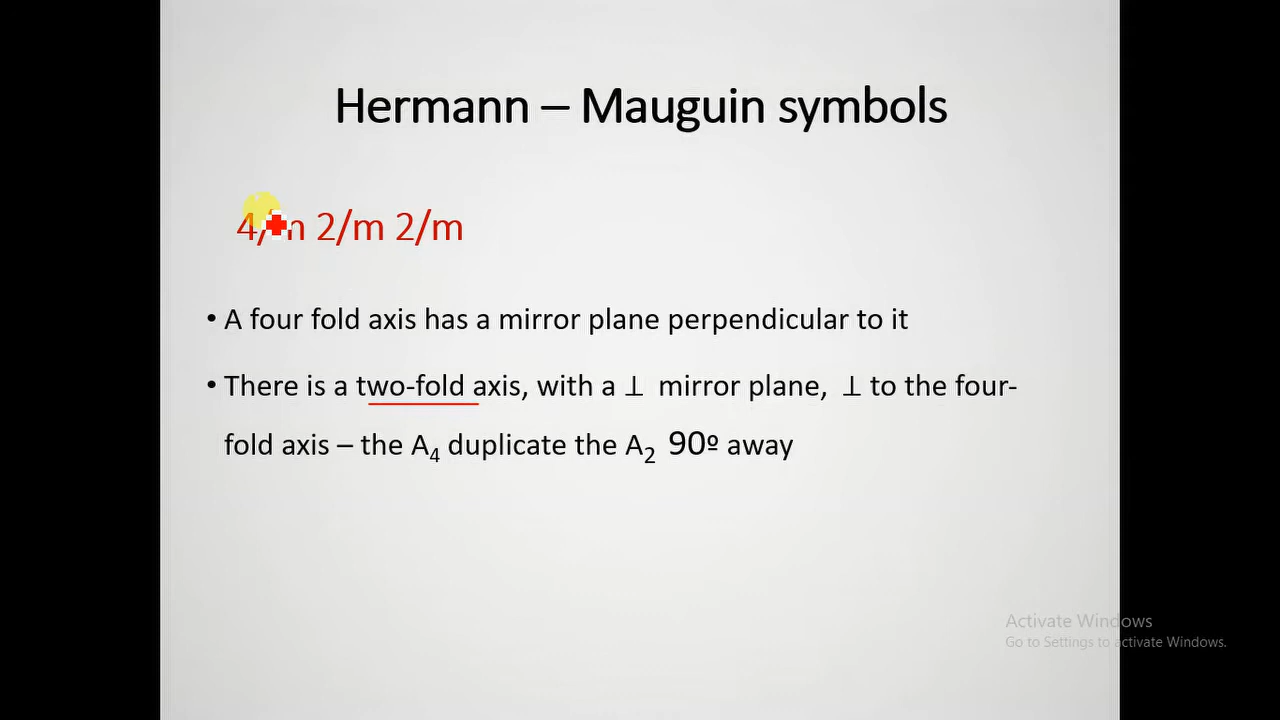 Hermann – Mauguin symbols
4/m 2/m 2/m
• A four fold axis has a mirror plane perpendicular to it
• There is a two-fold axis, with a ⊥ mirror plane, ⊥ to the four-
fold axis – the A₄ duplicate the A₂ 90º away
Activate Windows
Go to Settings to activate Windows.